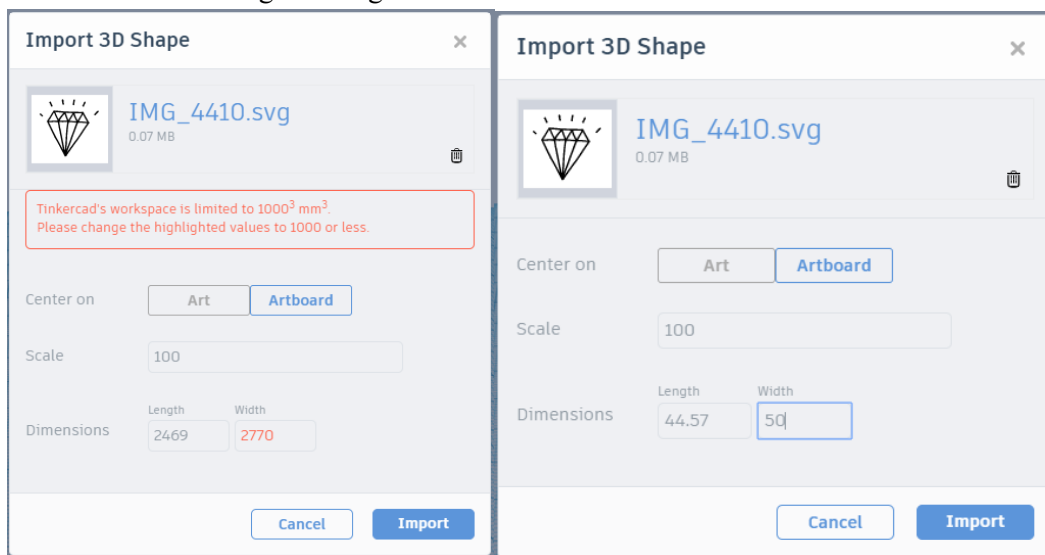 Import 3D Shape
IMG_4410.svg
0.07 MB
Tinkercad's workspace is limited to 1000³ mm³.
Please change the highlighted values to 1000 or less.
Center on Art Artboard
Scale 100
Length Width
Dimensions 2469 2770
Cancel Import
Import 3D Shape
IMG_4410.svg
0.07 MB
Center on Art Artboard
Scale 100
Length Width
Dimensions 44.57 50
Cancel Import